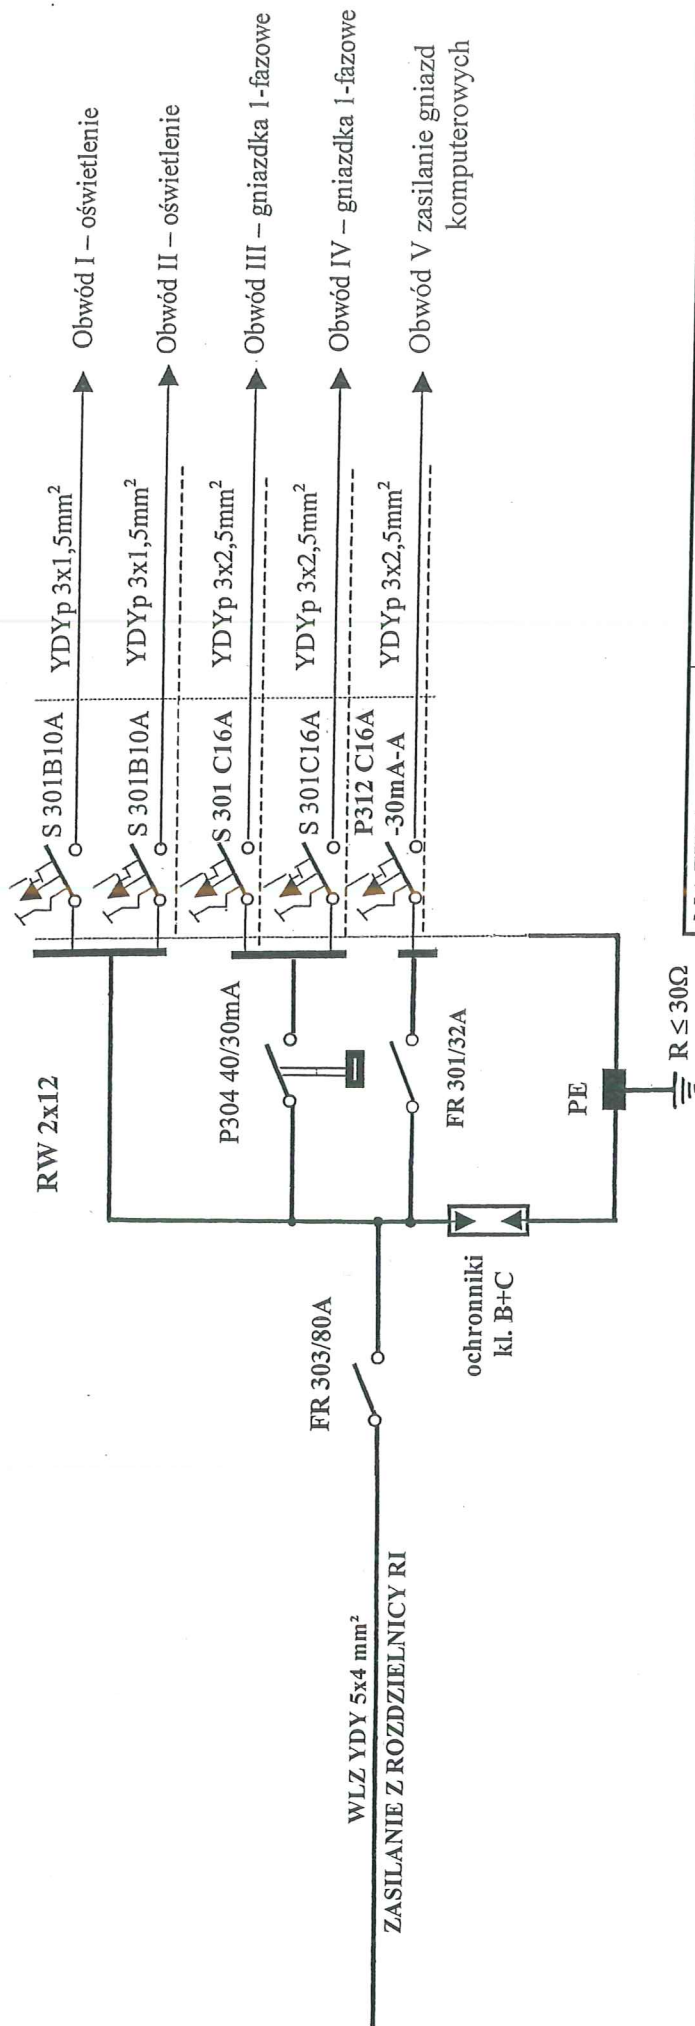 WLZ YDY 5x4 mm²
ZASILANIE Z ROZDZIELNICY RI
FR 303/80A
ochronniki
kl. B+C
RW 2x12
P304 40/30mA
FR 301/32A
PE
R ≤ 30Ω
S 301B10A
YDYp 3x1,5mm²
Obwód I – oświetlenie
S 301B10A
YDYp 3x1,5mm²
Obwód II – oświetlenie
S 301 C16A
YDYp 3x2,5mm²
Obwód III – gniazdka 1-fazowe
S 301C16A
YDYp 3x2,5mm²
Obwód IV – gniazdka 1-fazowe
P312 C16A
-30mA-A
YDYp 3x2,5mm²
Obwód V zasilanie gniazd
komputerowych